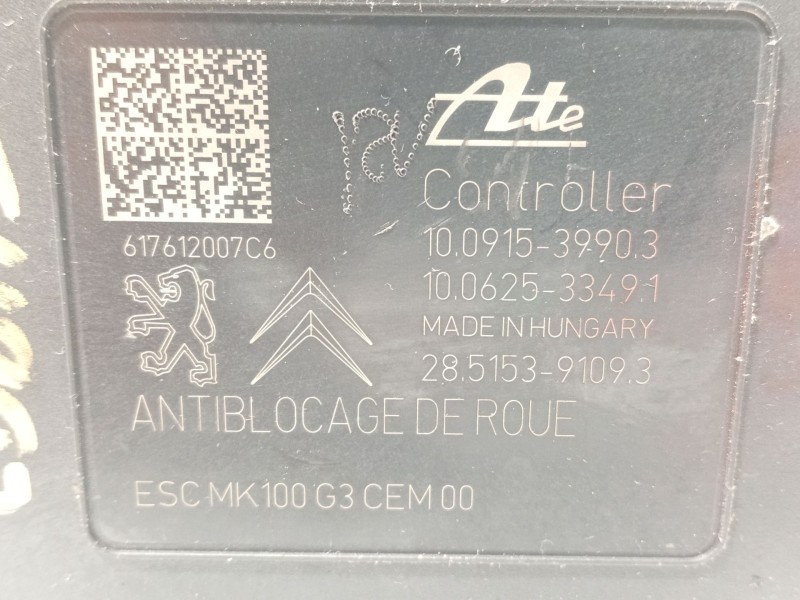 Ate
Controller
617612007C6
10.0915-3990.3
10.0625-3349.1
MADE IN HUNGARY
28.5153-9109.3
ANTIBLOCAGE DE ROUE
ESC MK100 G3 CEM 00